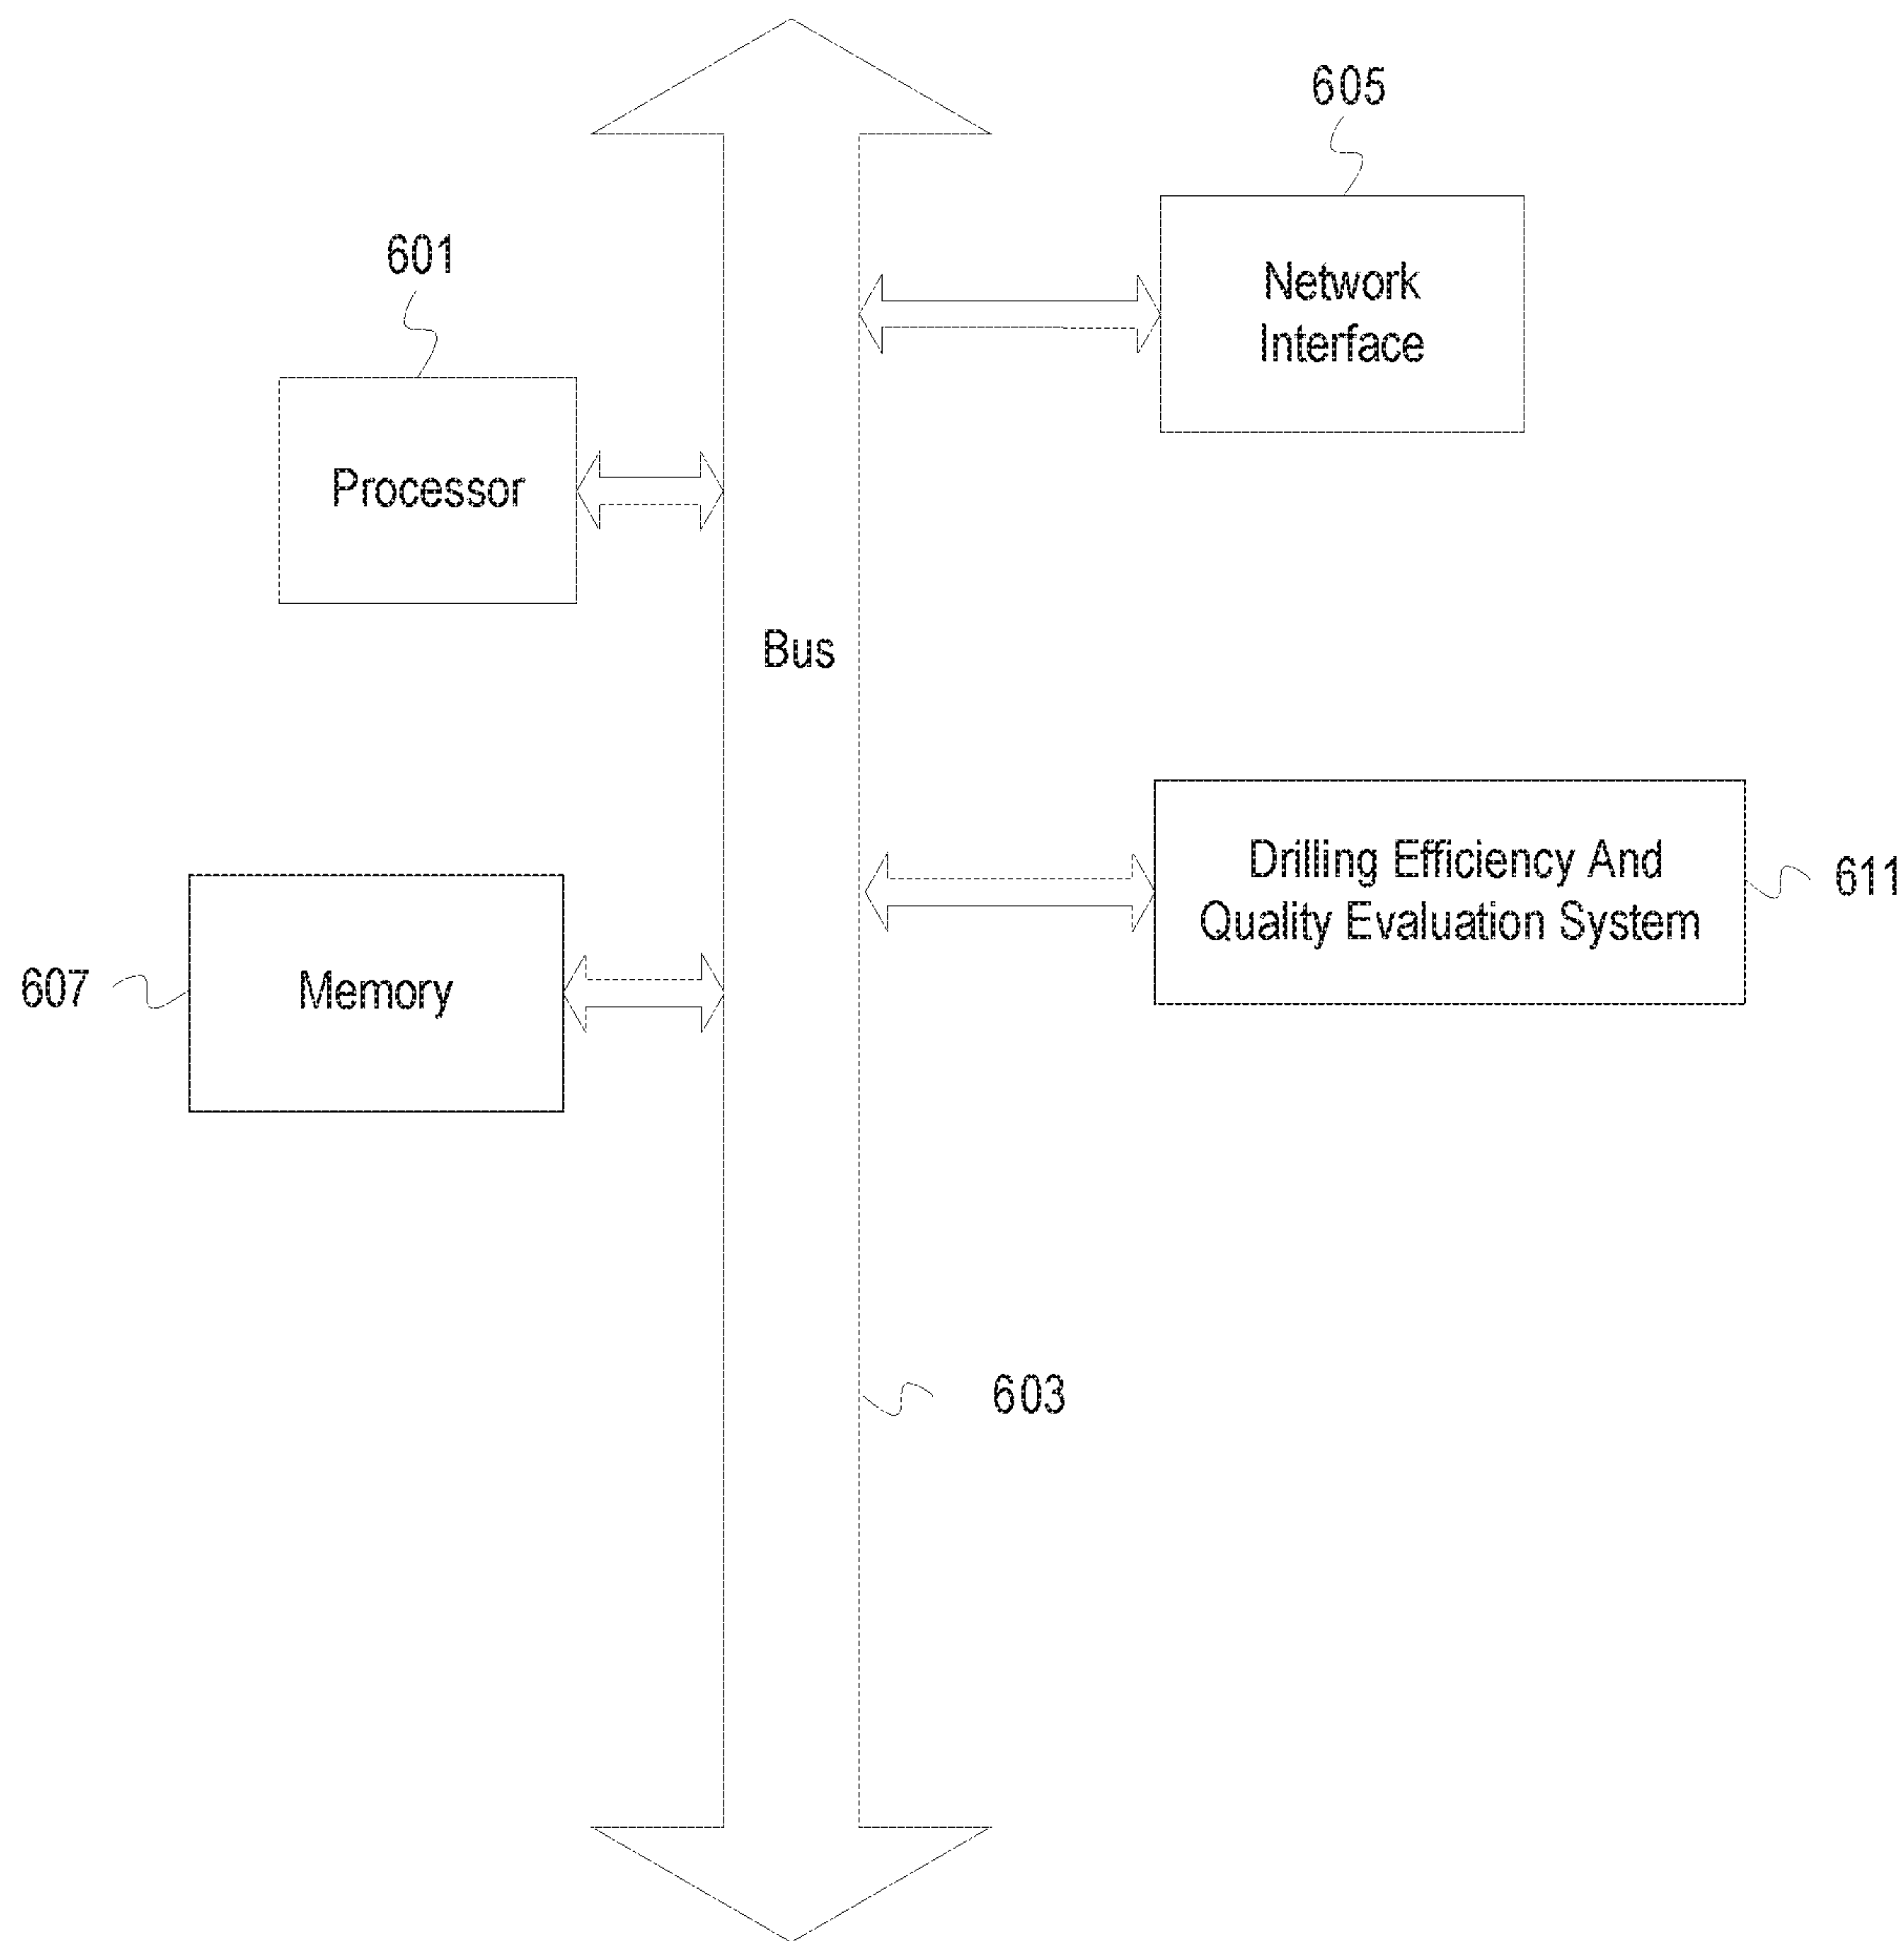 605
Network
Interface
601
Processor
Bus
Drilling Efficiency And
Quality Evaluation System
611
607
Memory
603